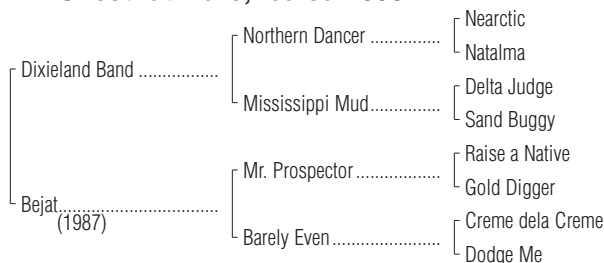 Nearctic
Northern Dancer ................
Natalma
Dixieland Band ..................
Delta Judge
Mississippi Mud................
Sand Buggy
Raise a Native
Mr. Prospector...................
Gold Digger
Bejat.....................................
(1987)
Creme dela Creme
Barely Even........................
Dodge Me